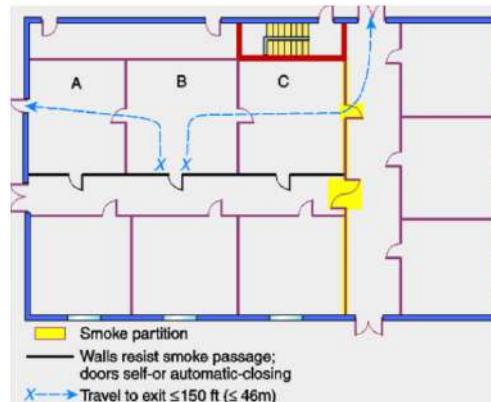 A B C
X X
Smoke partition
Walls resist smoke passage;
doors self-or automatic-closing
X Travel to exit ≤150 ft (≤ 46m)